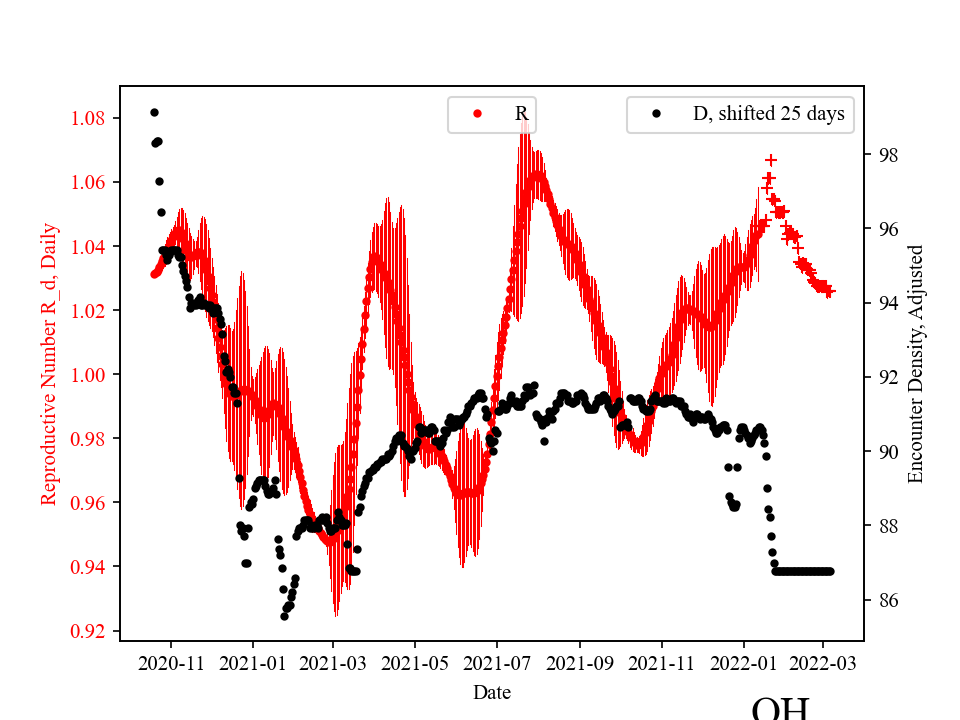 R
D, shifted 25 days
1.08
1.06
1.04
1.02
1.00
0.98
0.96
0.94
0.92
Reproductive Number R_d, Daily
98
96
94
92
90
88
86
Encounter Density, Adjusted
2020-11 2021-01 2021-03 2021-05 2021-07 2021-09 2021-11 2022-01 2022-03
Date
OH